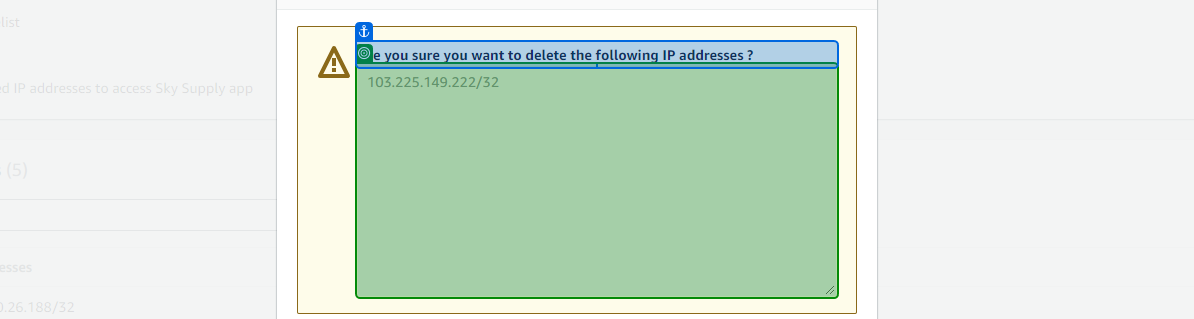 list
ed IP addresses to access Sky Supply app
(5)
e you sure you want to delete the following IP addresses ?
103.225.149.222/32
esses
0.26.188/32